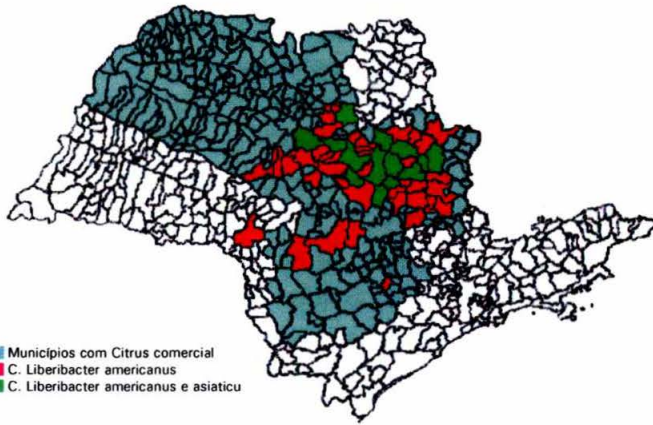 Municípios com Citrus comercial
C. Liberibacter americanus
C. Liberibacter americanus e asiaticu